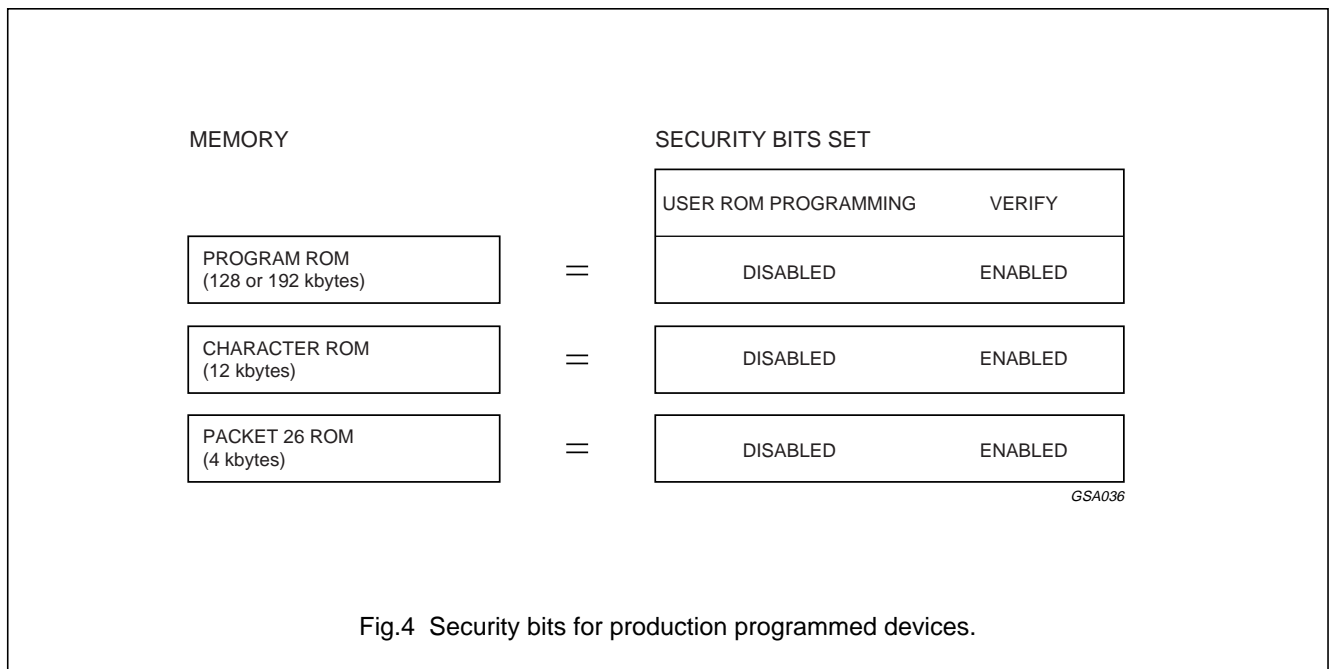 MEMORY
SECURITY BITS SET
USER ROM PROGRAMMING VERIFY
PROGRAM ROM
(128 or 192 kbytes)
=
DISABLED ENABLED
CHARACTER ROM
(12 kbytes)
=
DISABLED ENABLED
PACKET 26 ROM
(4 kbytes)
=
DISABLED ENABLED
GSA036
Fig.4 Security bits for production programmed devices.